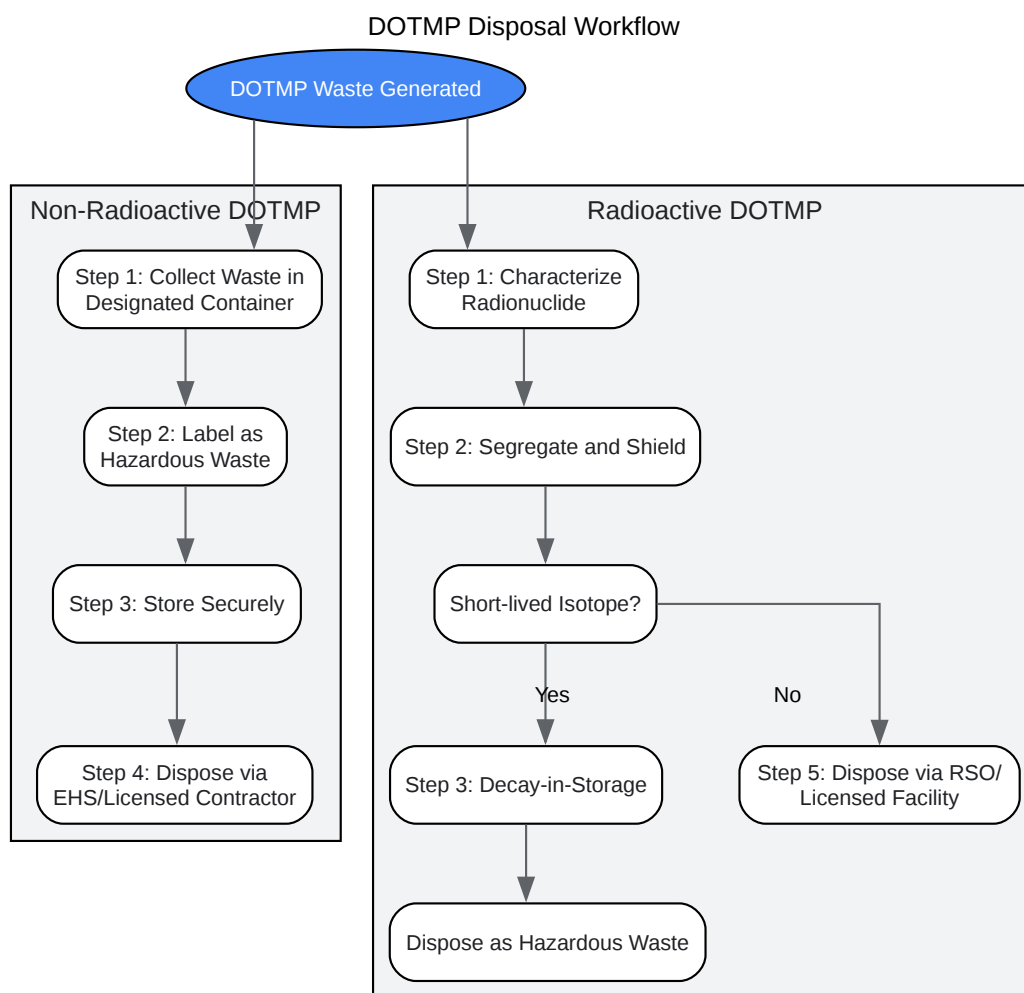 DOTMP Disposal Workflow
DOTMP Waste Generated
Non-Radioactive DOTMP
Step 1: Collect Waste in
Designated Container
Step 2: Label as
Hazardous Waste
Step 3: Store Securely
Step 4: Dispose via
EHS/Licensed Contractor
Radioactive DOTMP
Step 1: Characterize
Radionuclide
Step 2: Segregate and Shield
Short-lived Isotope?
Yes
No
Step 3: Decay-in-Storage
Step 5: Dispose via RSO/
Licensed Facility
Dispose as Hazardous Waste